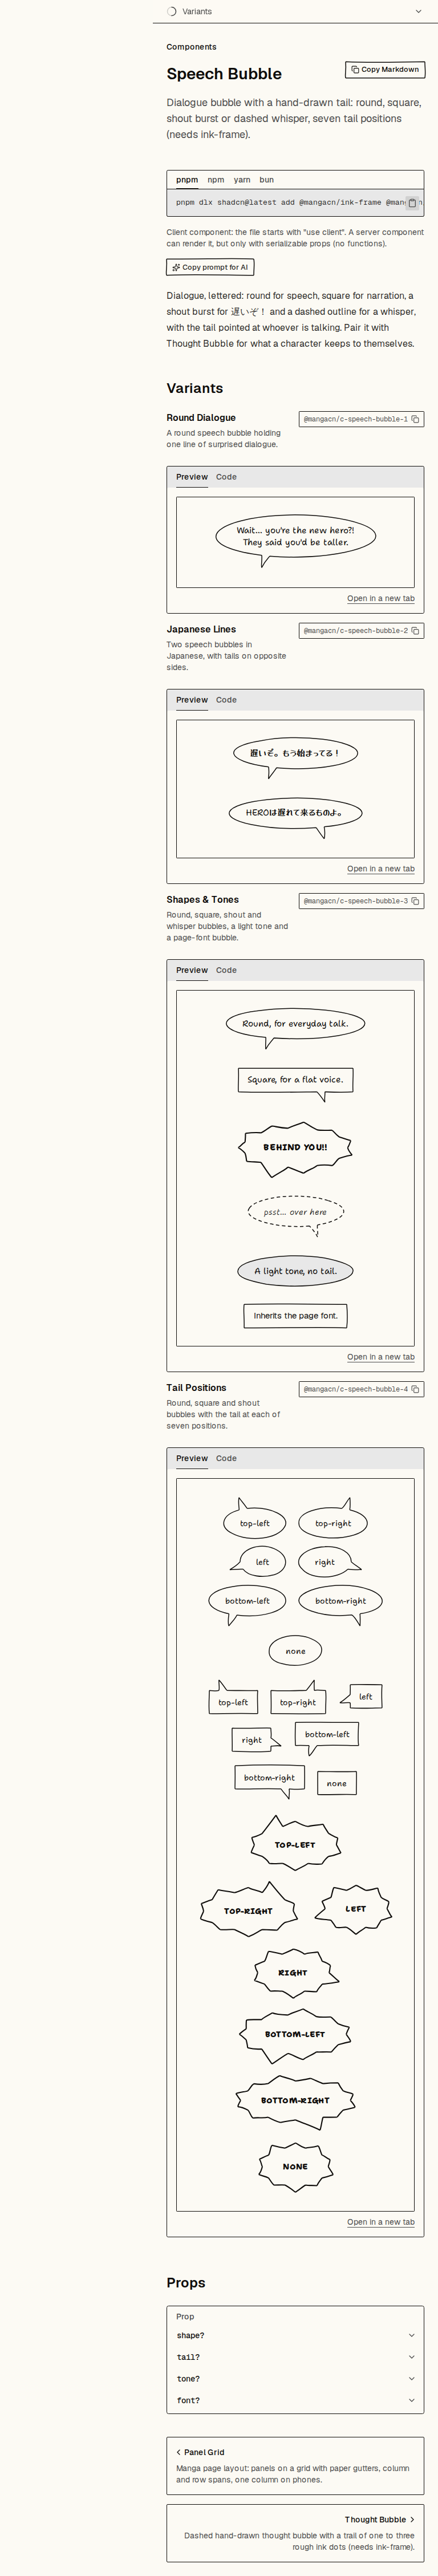 Variants
Components
Speech Bubble
Copy Markdown
Dialogue bubble with a hand-drawn tail: round, square,
shout burst or dashed whisper, seven tail positions
(needs ink-frame).
pnpm npm yarn bun
pnpm dlx shadcn@latest add @mangacn/ink-frame
Client component: the file starts with "use client". A server component
can render it, but only with serializable props (no functions).
Copy prompt for AI
Dialogue, lettered: round for speech, square for narration, a
shout burst for 遅いぞ！ and a dashed outline for a whisper,
with the tail pointed at whoever is talking. Pair it with
Thought Bubble for what a character keeps to themselves.
Variants
Round Dialogue
@mangacn/c-speech-bubble-1
A round speech bubble holding
one line of surprised dialogue.
Preview Code
Wait... you're the new hero?!
They said you'd be taller.
Open in a new tab
Japanese Lines
@mangacn/c-speech-bubble-2
Two speech bubbles in
Japanese, with tails on opposite
sides.
Preview Code
遅いぞ。もう始まってる！
HEROは遅れて来るものよ。
Open in a new tab
Shapes & Tones
@mangacn/c-speech-bubble-3
Round, square, shout and
whisper bubbles, a light tone and
a page-font bubble.
Preview Code
Round, for everyday talk.
Square, for a flat voice.
BEHIND YOU!!
psst... over here
A light tone, no tail.
Inherits the page font.
Open in a new tab
Tail Positions
@mangacn/c-speech-bubble-4
Round, square and shout
bubbles with the tail at each of
seven positions.
Preview Code
top-left top-right
left right
bottom-left bottom-right
none
top-left top-right left
right bottom-left
bottom-right none
TOP-LEFT
TOP-RIGHT LEFT
RIGHT
BOTTOM-LEFT
BOTTOM-RIGHT
NONE
Open in a new tab
Props
Prop
shape?
tail?
tone?
font?
Panel Grid
Manga page layout: panels on a grid with paper gutters, column
and row spans, one column on phones.
Thought Bubble
Dashed hand-drawn thought bubble with a trail of one to three
rough ink dots (needs ink-frame).